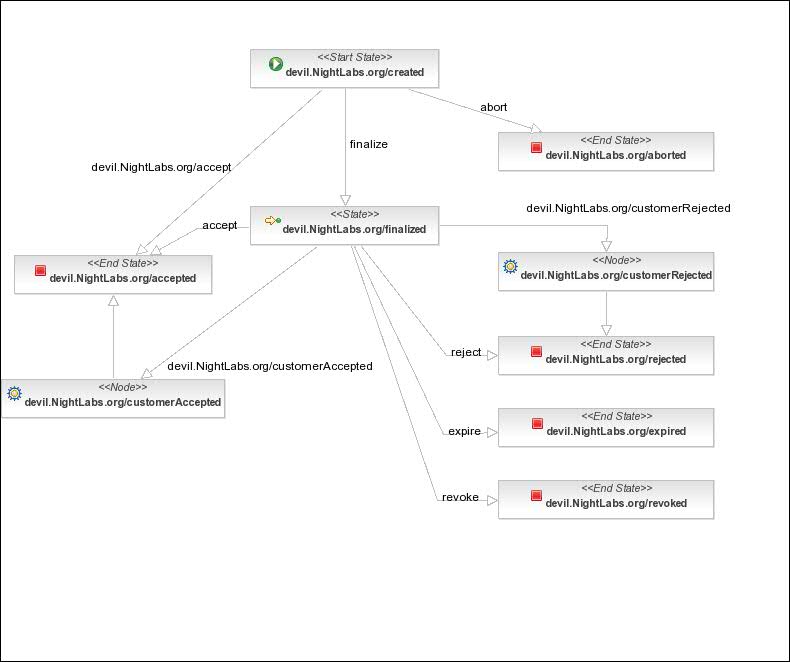 <<Start State>>
devil.NightLabs.org/created
abort
<<End State>>
devil.NightLabs.org/aborted
finalize
devil.NightLabs.org/accept
<<State>>
devil.NightLabs.org/finalized
accept
devil.NightLabs.org/customerRejected
<<End State>>
devil.NightLabs.org/accepted
<<Node>>
devil.NightLabs.org/customerRejected
reject
<<End State>>
devil.NightLabs.org/rejected
devil.NightLabs.org/customerAccepted
<<Node>>
devil.NightLabs.org/customerAccepted
expire
<<End State>>
devil.NightLabs.org/expired
revoke
<<End State>>
devil.NightLabs.org/revoked